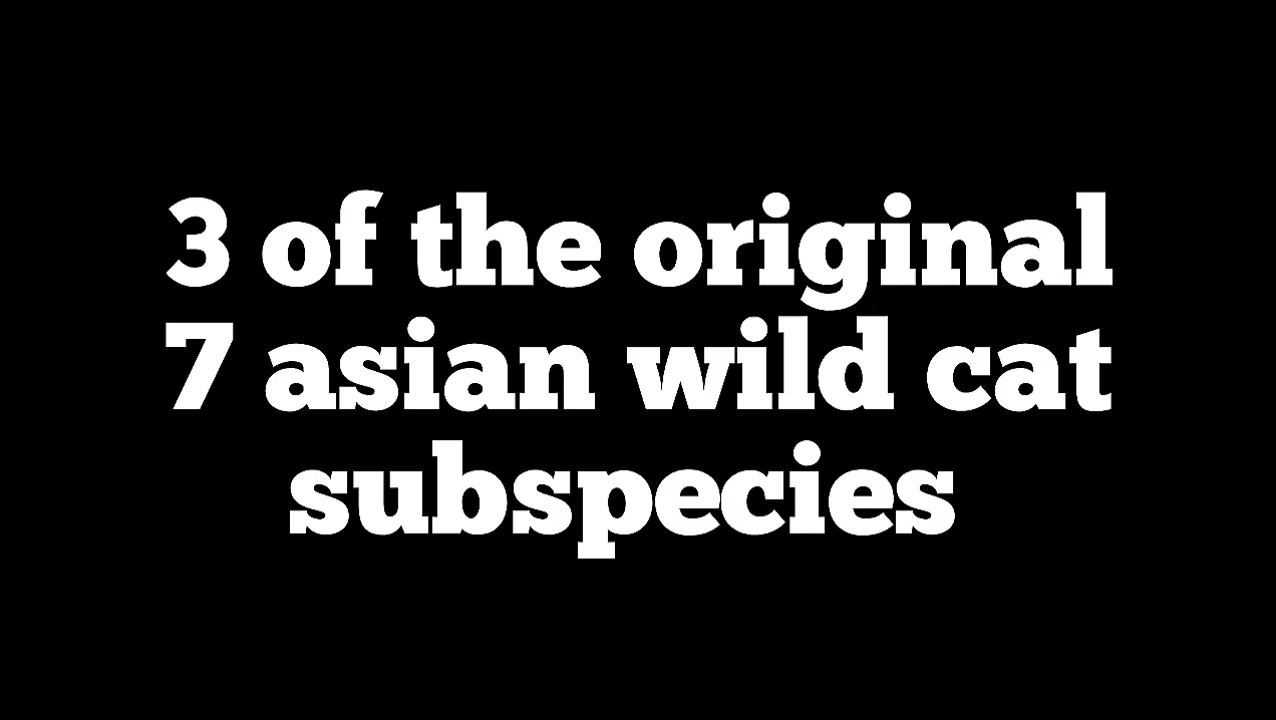 3 of the original
7 asian wild cat
subspecies